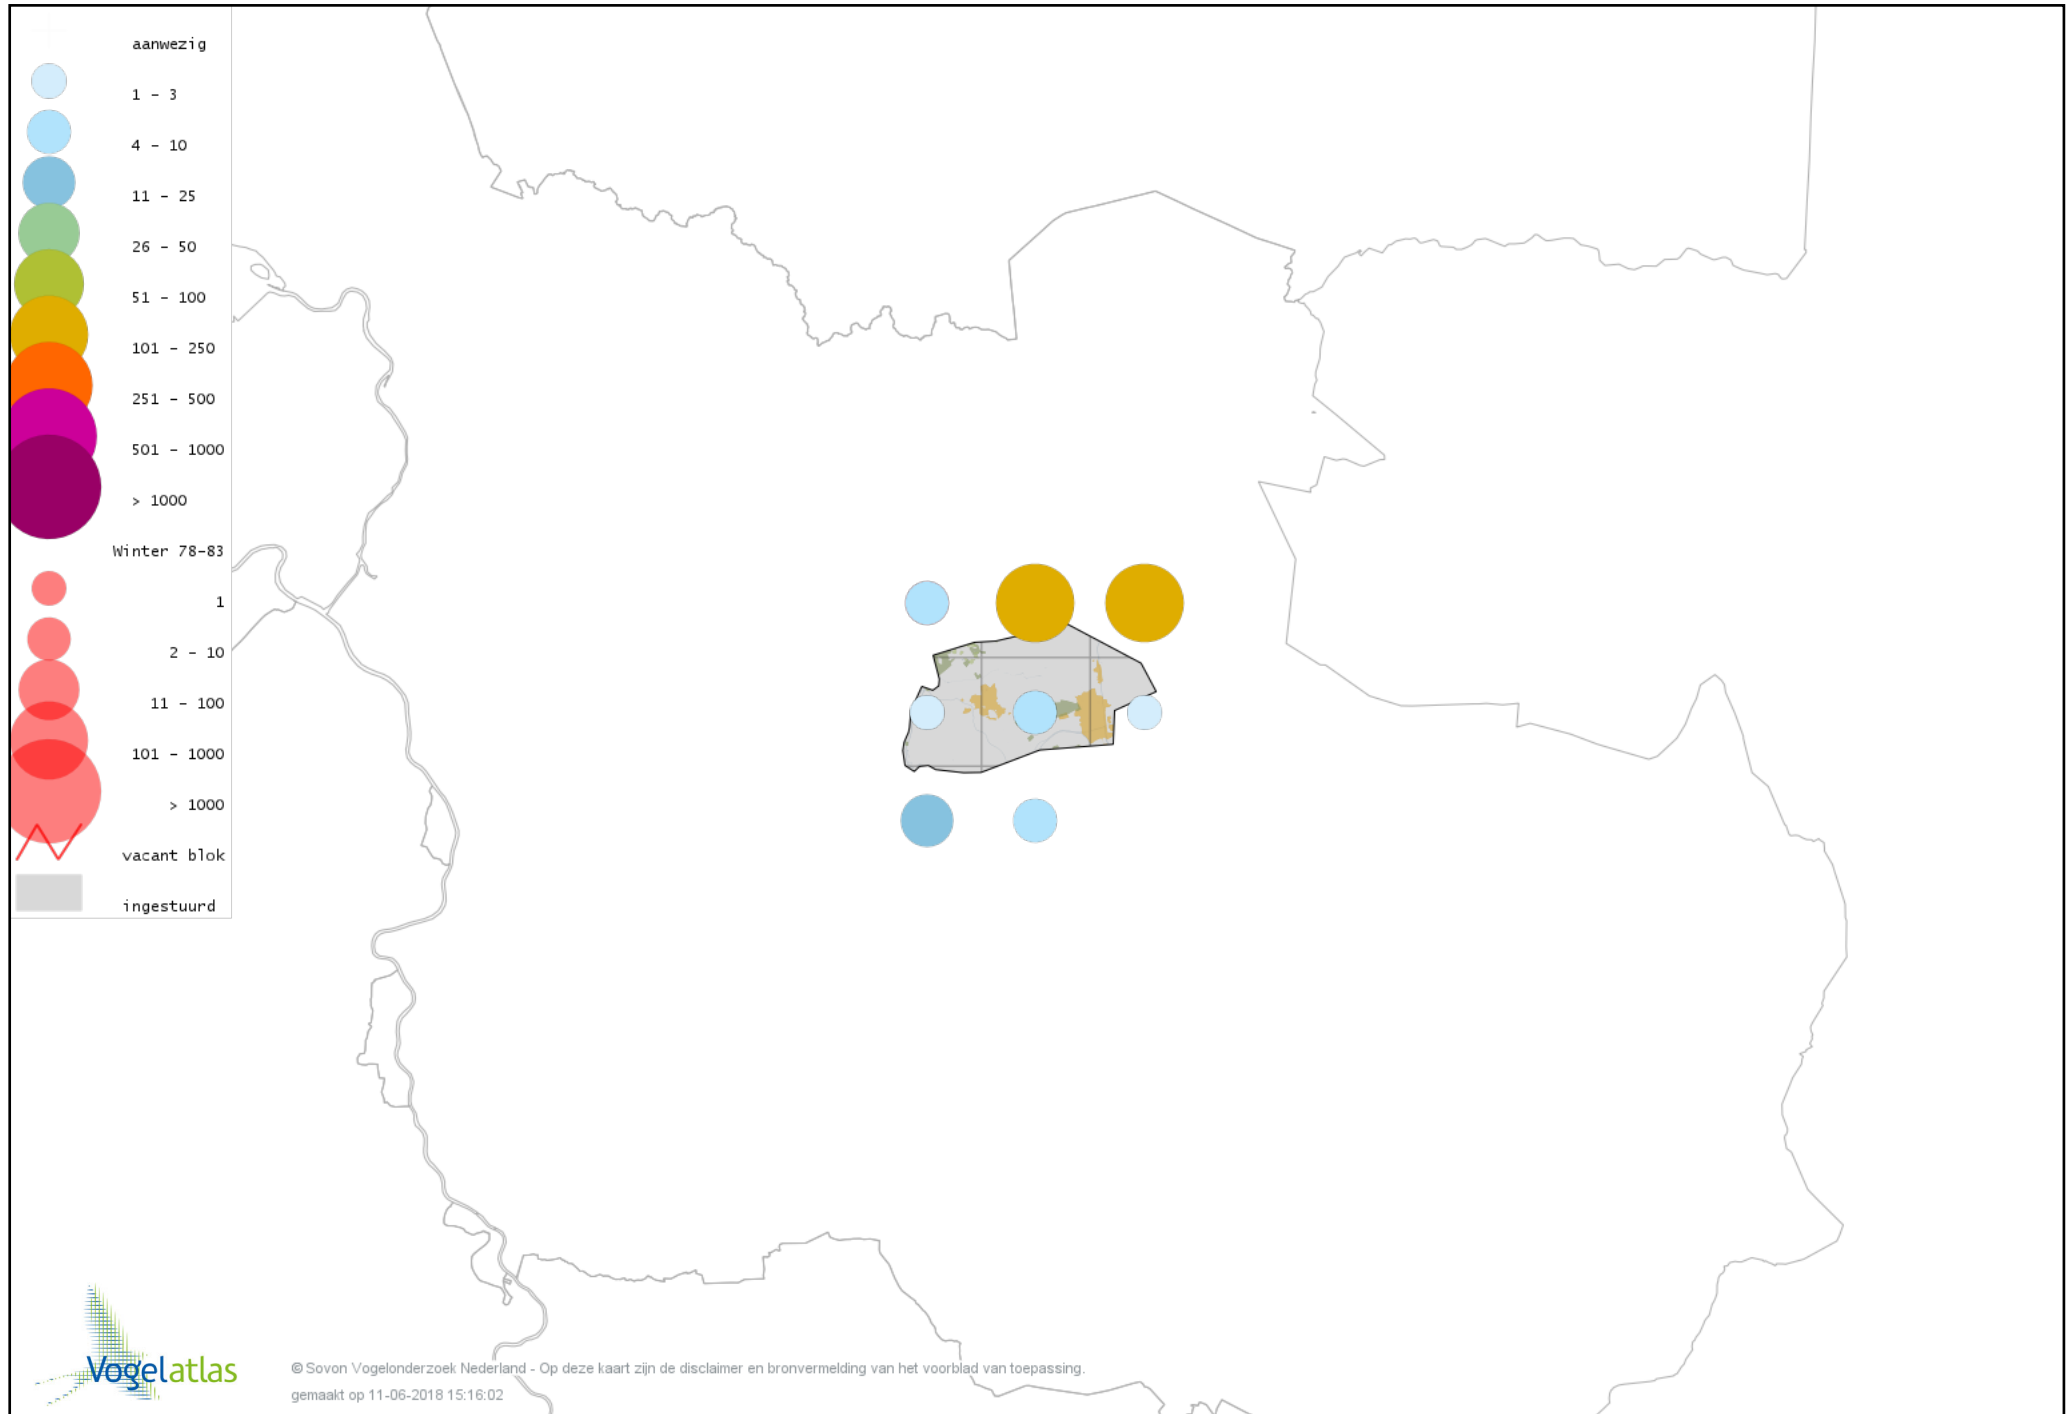 aanwezig
1 - 3
4 - 10
11 - 25
26 - 50
51 - 100
101 - 250
251 - 500
501 - 1000
> 1000
Winter 78-83
1
2 - 10
11 - 100
101 - 1000
> 1000
vacant blok
ingestuurd
Vogelatlas
© Sovon Vogelonderzoek Nederland - Op deze kaart zijn de disclaimer en bronvermelding van het voorblad van toepassing.
gemaakt op 11-06-2018 15:16:02